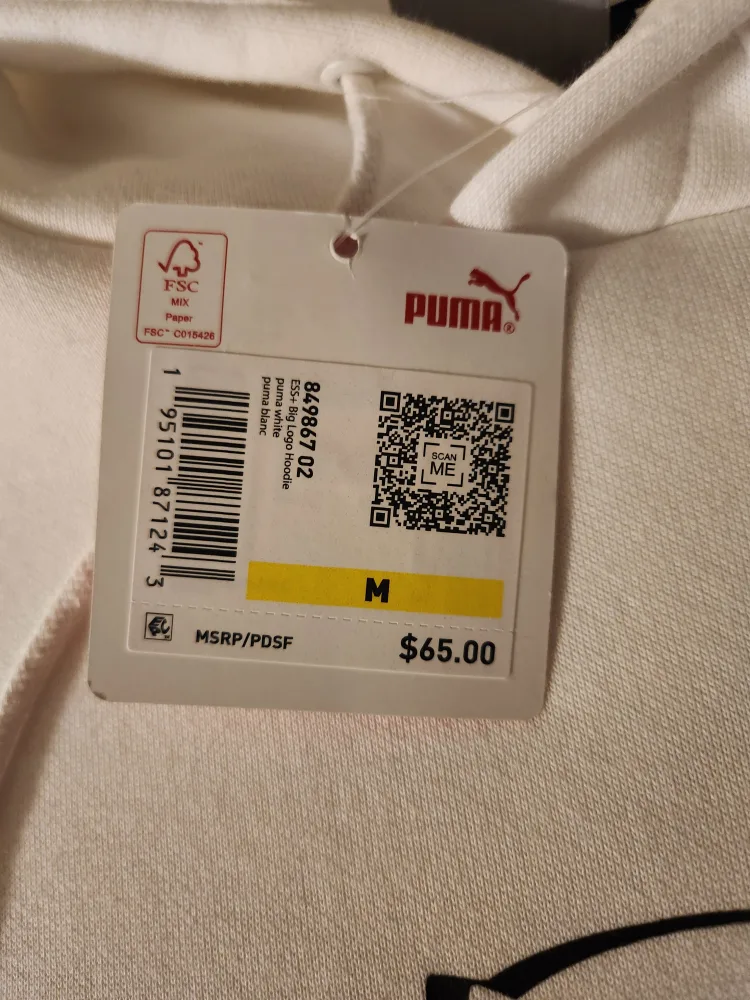 FSC
MIX
Paper
FSC™ C015426
PUMA®
849867 02
ESS+ Big Logo Hoodie
puma white
puma blanc
1 95101 87124 3
SCAN
ME
M
MSRP/PDSF
$65.00